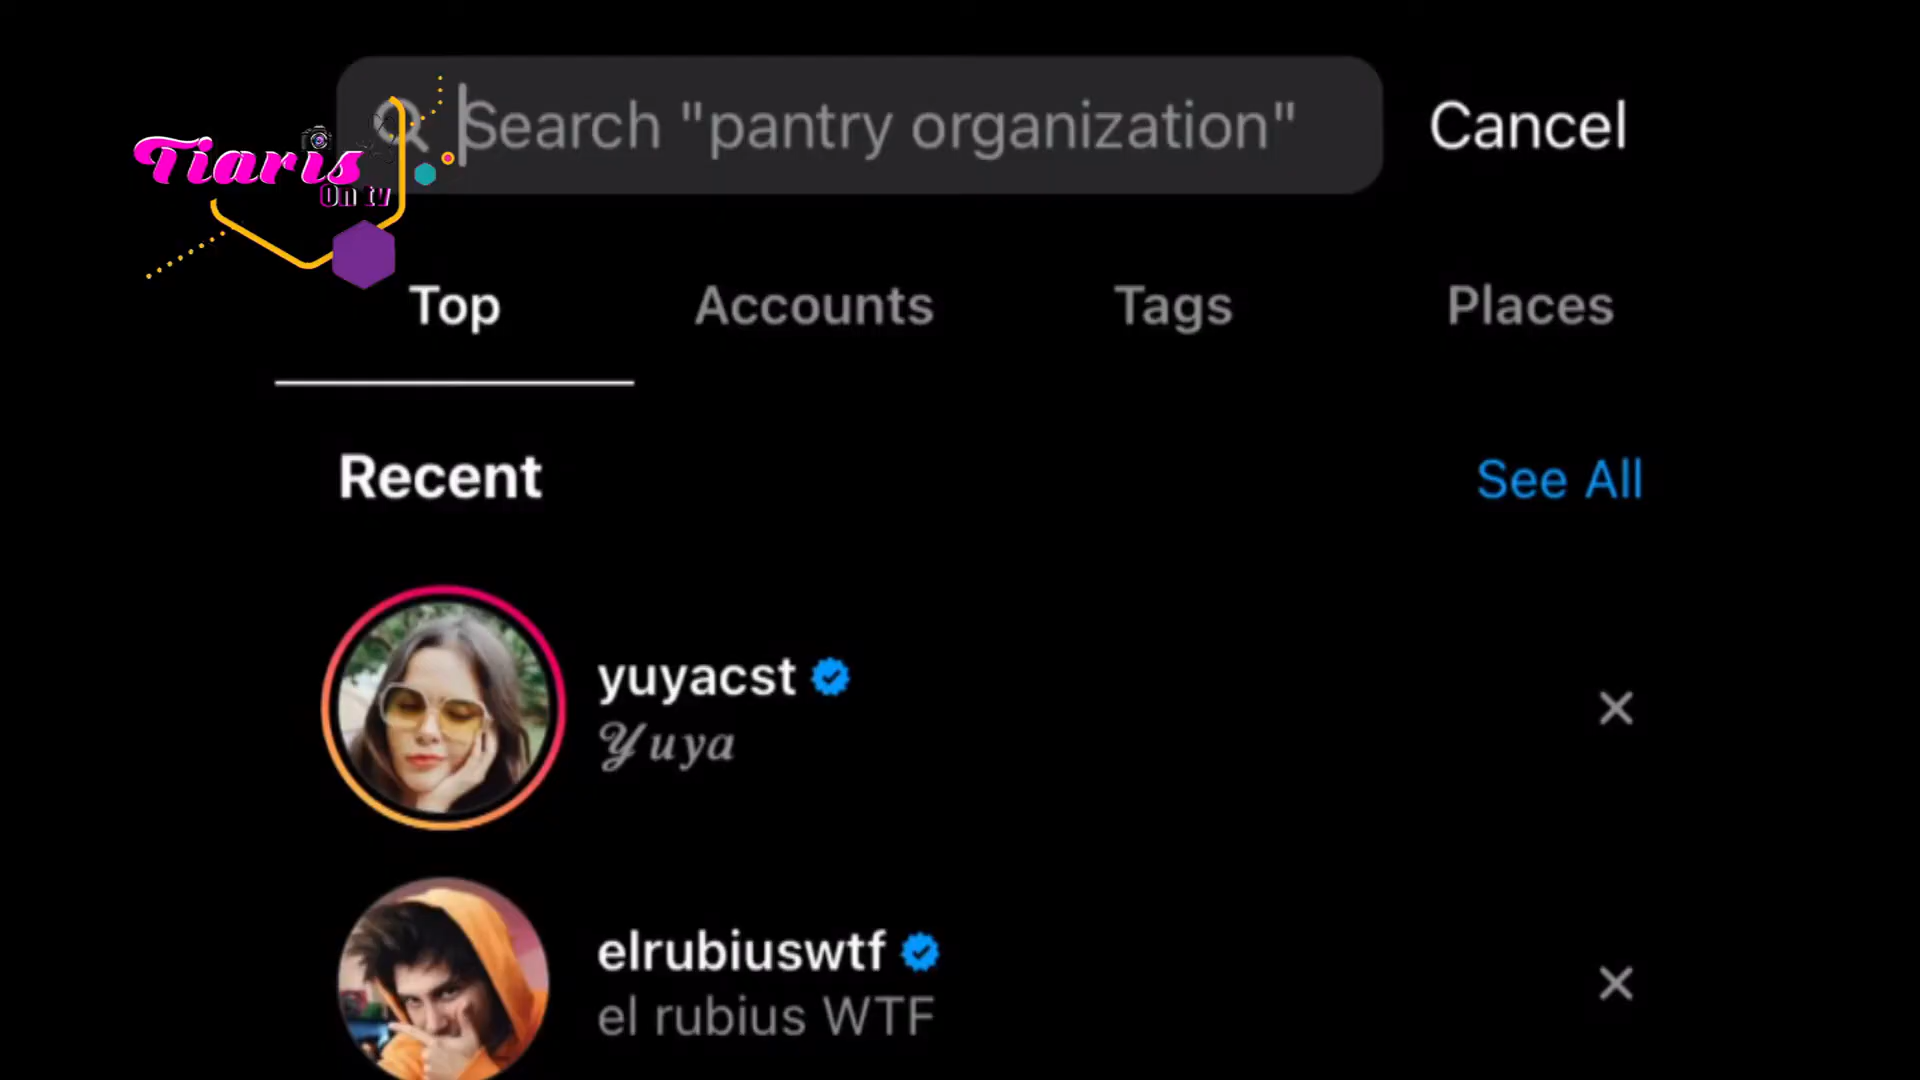 Search "pantry organization"
Cancel
Tiaris
On tv
Top
Accounts
Tags
Places
Recent
See All
yuyacst
𝒴𝓊𝓎𝒶
elrubiuswtf
el rubius WTF